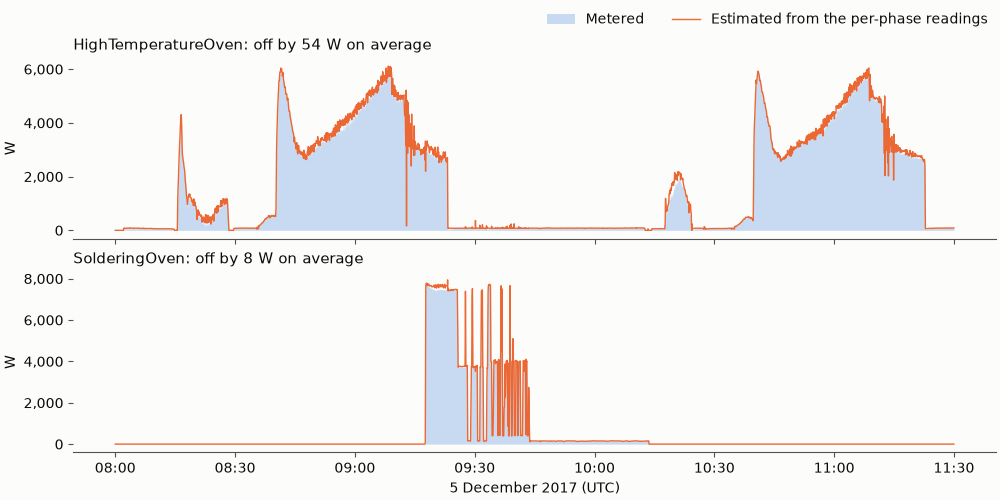 Metered
Estimated from the per-phase readings
HighTemperatureOven: off by 54 W on average
6,000
4,000
2,000
0
W
SolderingOven: off by 8 W on average
8,000
6,000
4,000
2,000
0
W
08:00 08:30 09:00 09:30 10:00 10:30 11:00 11:30
5 December 2017 (UTC)